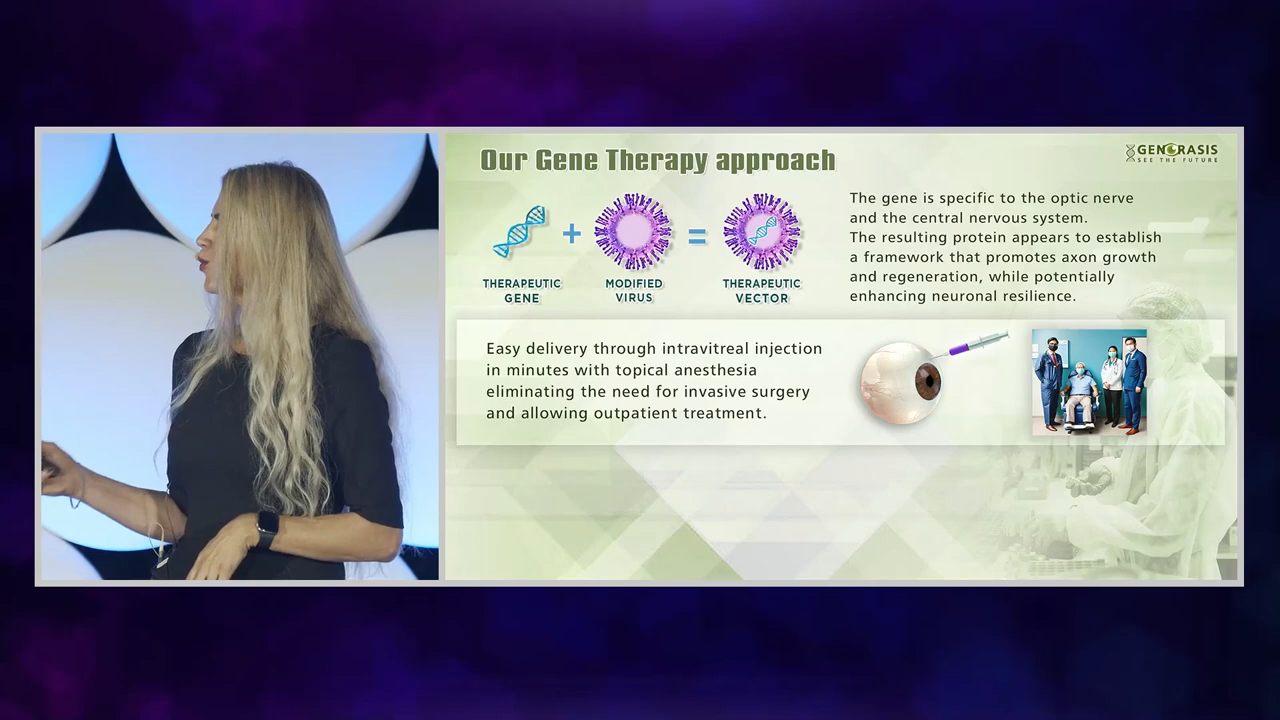 Our Gene Therapy approach
GENORASIS
SEE THE FUTURE
THERAPEUTIC
GENE
+
MODIFIED
VIRUS
=
THERAPEUTIC
VECTOR
The gene is specific to the optic nerve
and the central nervous system.
The resulting protein appears to establish
a framework that promotes axon growth
and regeneration, while potentially
enhancing neuronal resilience.
Easy delivery through intravitreal injection
in minutes with topical anesthesia
eliminating the need for invasive surgery
and allowing outpatient treatment.